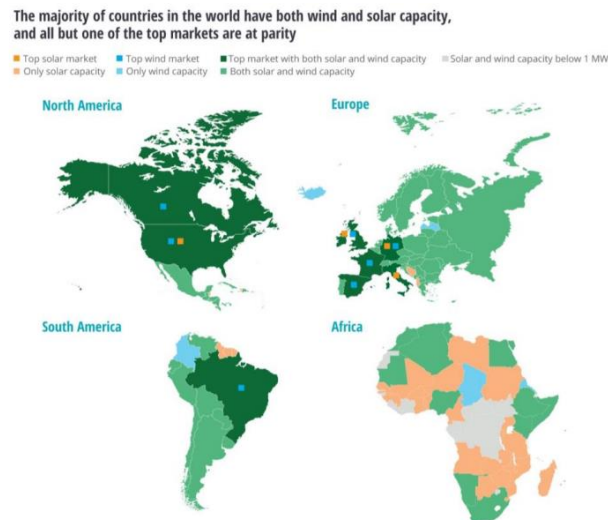 The majority of countries in the world have both wind and solar capacity,
and all but one of the top markets are at parity
Top solar market Top wind market Top market with both solar and wind capacity Solar and wind capacity below 1 MW
Only solar capacity Only wind capacity Both solar and wind capacity
North America Europe
South America Africa